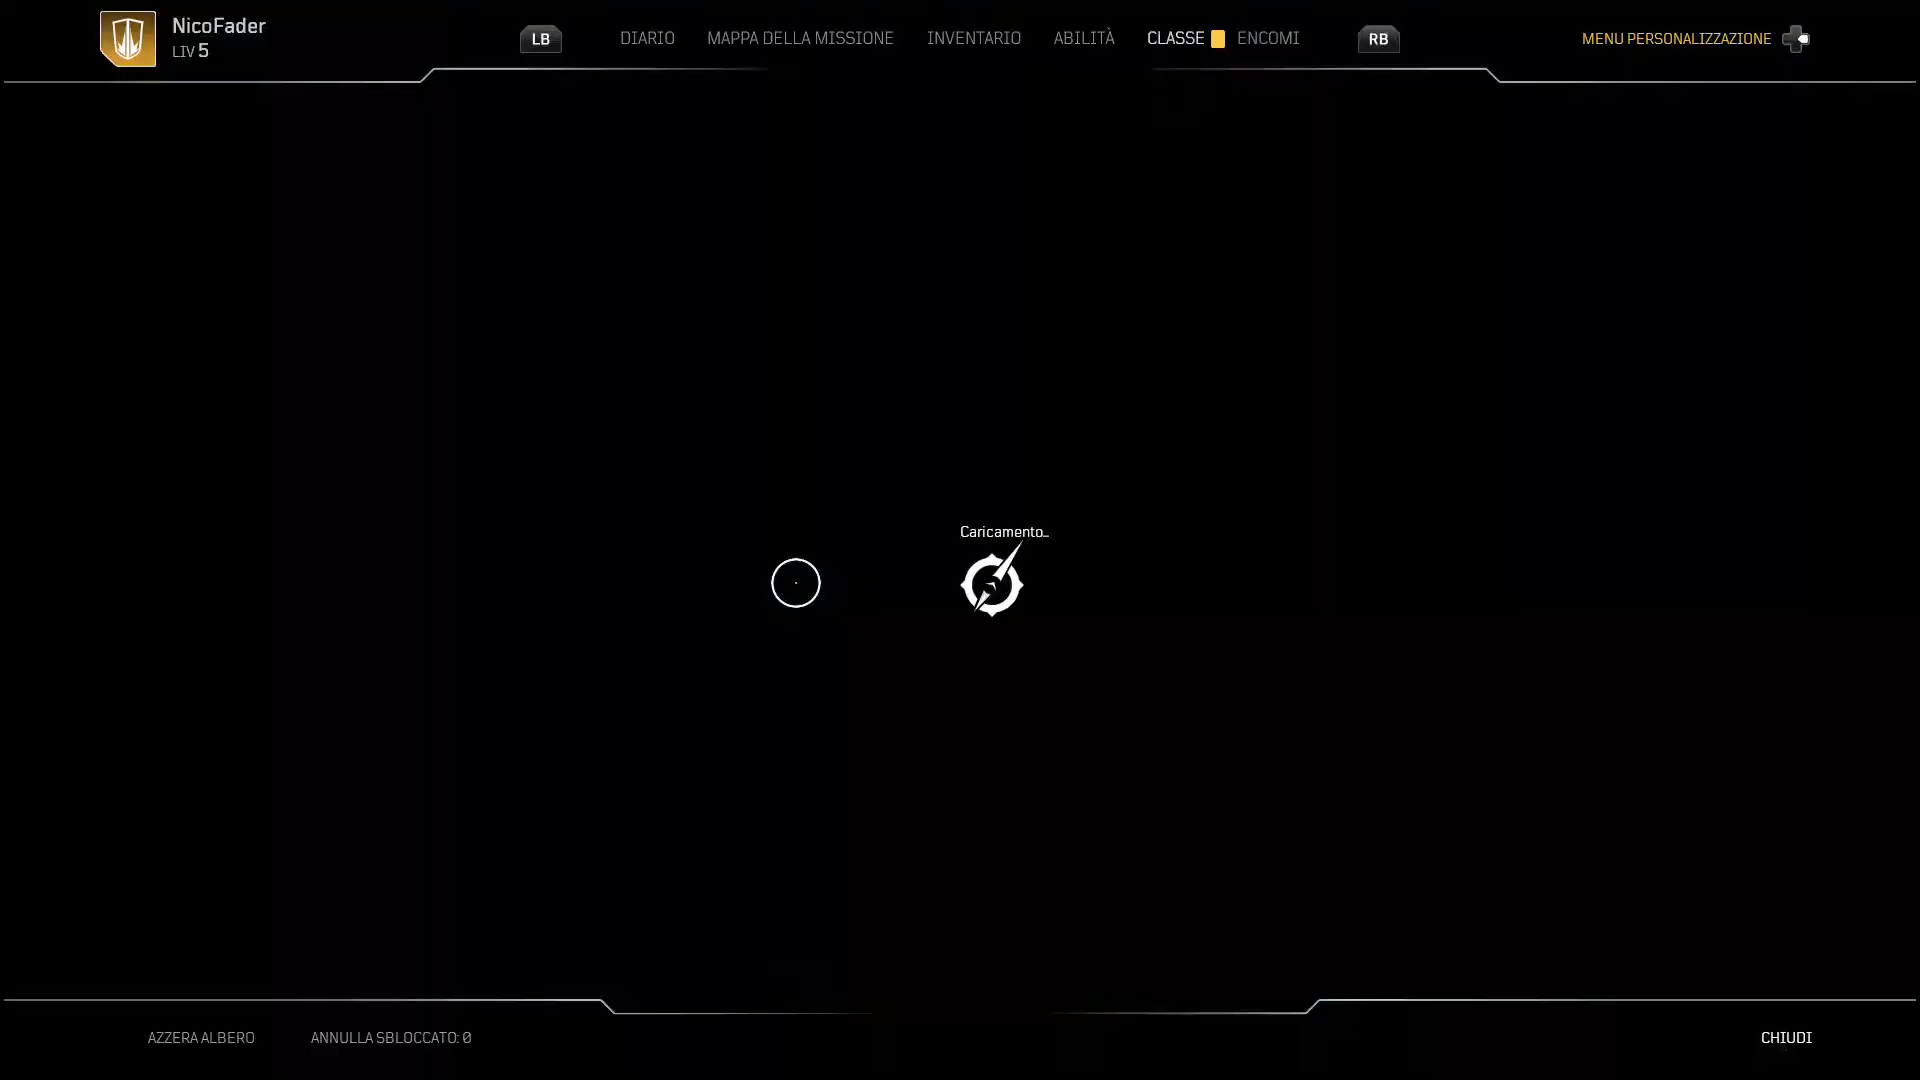 NicoFader
LIV 5
LB
DIARIO
MAPPA DELLA MISSIONE
INVENTARIO
ABILITÀ
CLASSE
ENCOMI
RB
MENU PERSONALIZZAZIONE
Caricamento...
AZZERA ALBERO
ANNULLA SBLOCCATO: 0
CHIUDI